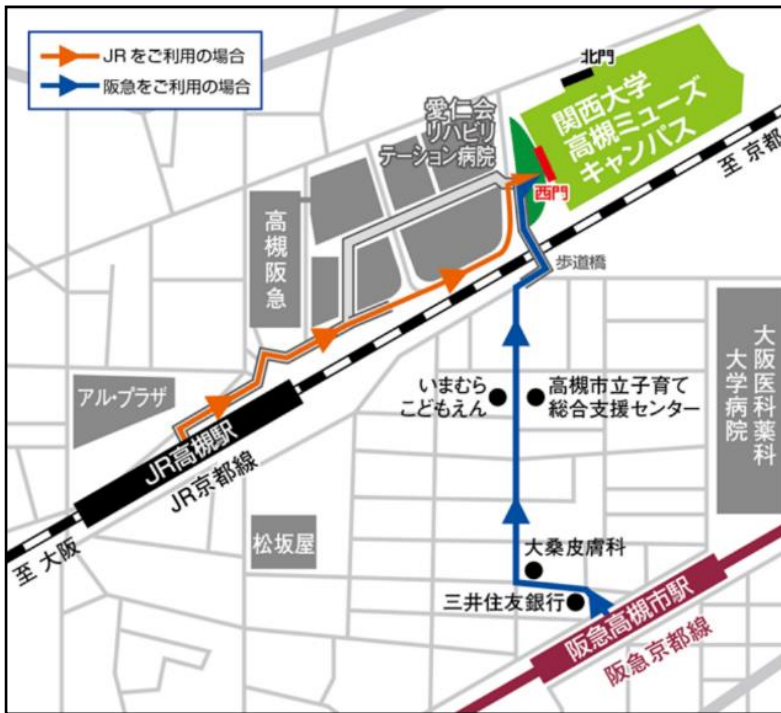 JRをご利用の場合
阪急をご利用の場合
北門
関西大学
高槻ミューズ
キャンパス
愛仁会
リハビリ
テーション病院
西門
至 京都
高槻阪急
歩道橋
アル・プラザ
いまむら
こどもえん
高槻市立子育て
総合支援センター
大阪医科薬科
大学病院
JR高槻駅
JR京都線
至 大阪
松坂屋
大桑皮膚科
三井住友銀行
阪急高槻市駅
阪急京都線